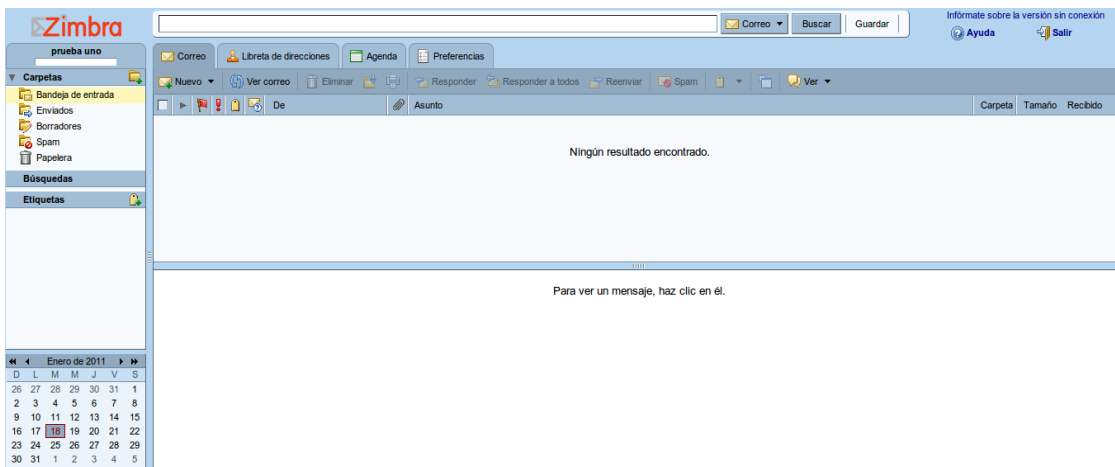 Zimbra
Correo Buscar Guardar
Infórmate sobre la versión sin conexión
Ayuda Salir
prueba uno
Correo Libreta de direcciones Agenda Preferencias
Carpetas
Nuevo Ver correo Eliminar Responder Responder a todos Reenviar Spam Ver
Bandeja de entrada
De Asunto Carpeta Tamaño Recibido
Enviados
Borradores
Spam
Papelera
Ningún resultado encontrado.
Búsquedas
Etiquetas
Para ver un mensaje, haz clic en él.
Enero de 2011
D L M M J V S
26 27 28 29 30 31 1
2 3 4 5 6 7 8
9 10 11 12 13 14 15
16 17 18 19 20 21 22
23 24 25 26 27 28 29
30 31 1 2 3 4 5